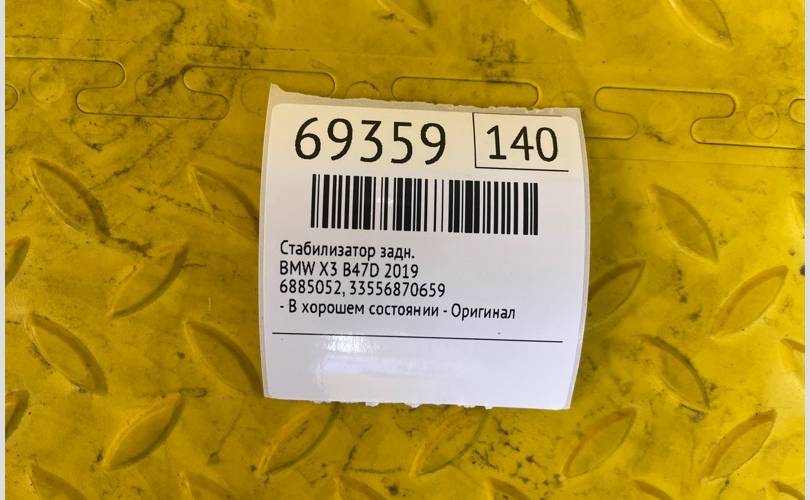 69359 140
Стабилизатор задн.
BMW X3 B47D 2019
6885052, 33556870659
- В хорошем состоянии - Оригинал